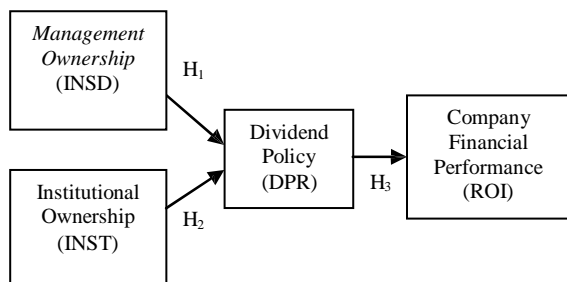 Management
Ownership
(INSD)
H₁
Institutional
Ownership
(INST)
H₂
Dividend
Policy
(DPR)
H₃
Company
Financial
Performance
(ROI)